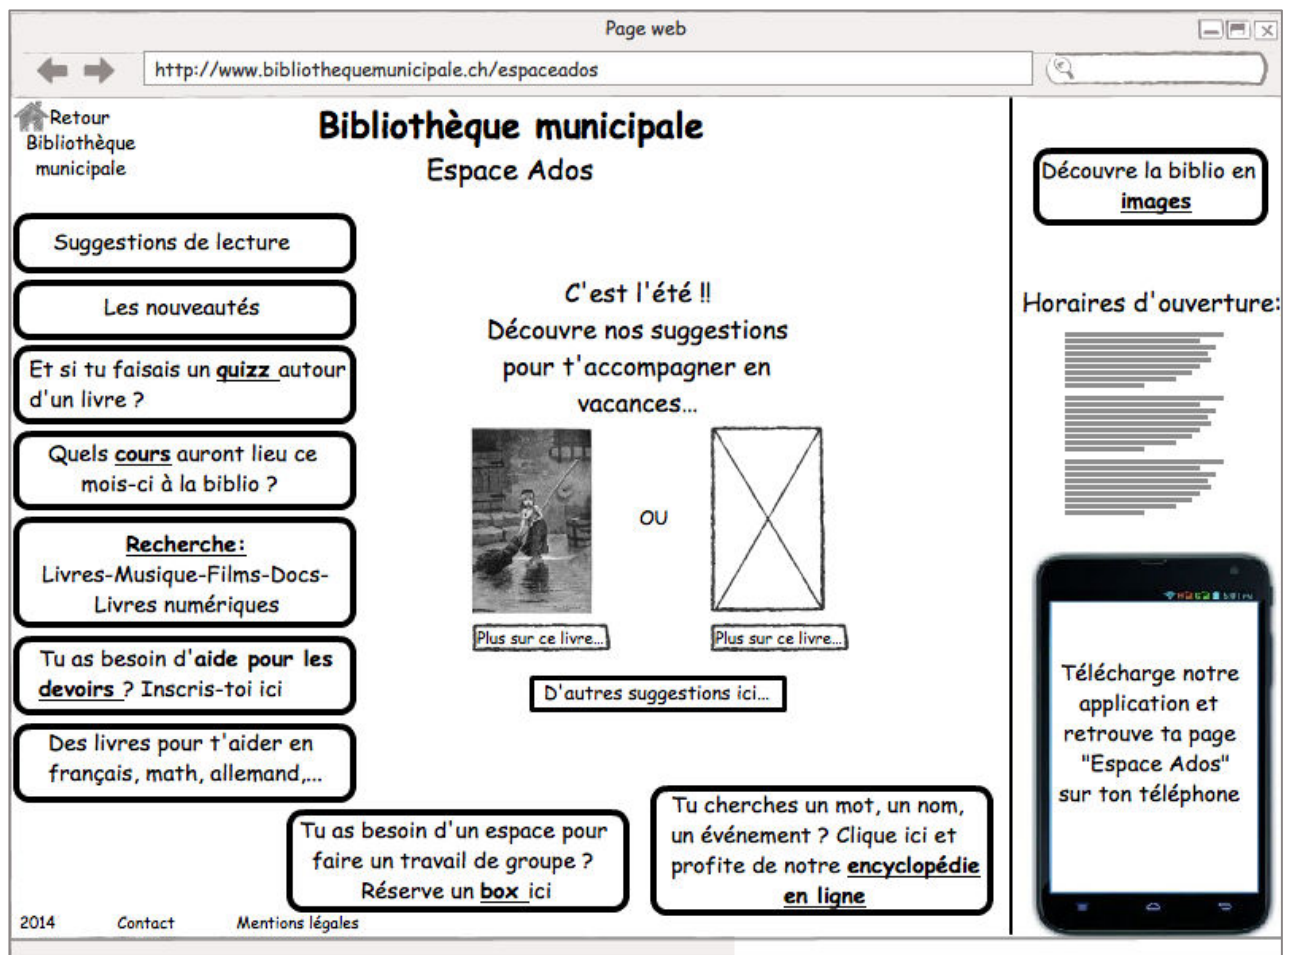 Page web
http://www.bibliothequemunicipale.ch/espaceados
Retour
Bibliothèque
municipale
Bibliothèque municipale
Espace Ados
Suggestions de lecture
Les nouveautés
Et si tu faisais un quizz autour
d'un livre ?
Quels cours auront lieu ce
mois-ci à la biblio ?
Recherche:
Livres-Musique-Films-Docs-
Livres numériques
Tu as besoin d'aide pour les
devoirs ? Inscris-toi ici
Des livres pour t'aider en
français, math, allemand,...
C'est l'été !!
Découvre nos suggestions
pour t'accompagner en
vacances...
OU
Plus sur ce livre...
Plus sur ce livre...
D'autres suggestions ici...
Tu as besoin d'un espace pour
faire un travail de groupe ?
Réserve un box ici
Tu cherches un mot, un nom,
un événement ? Clique ici et
profite de notre encyclopédie
en ligne
Découvre la biblio en
images
Horaires d'ouverture:
Télécharge notre
application et
retrouve ta page
"Espace Ados"
sur ton téléphone
2014 Contact Mentions légales